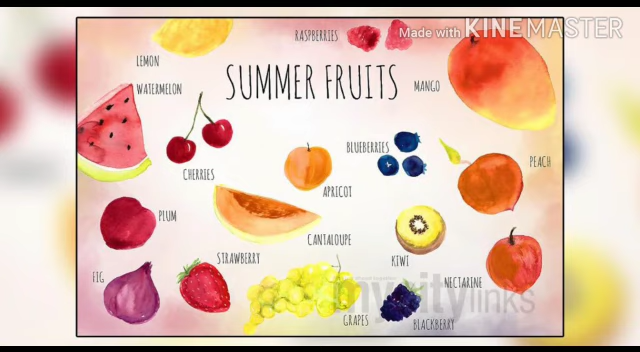 RASPBERRIES
Made with KINEMASTER
LEMON
SUMMER FRUITS
WATERMELON
MANGO
BLUEBERRIES
PEACH
CHERRIES
APRICOT
PLUM
CANTALOUPE
STRAWBERRY
KIWI
FIG
NECTARINE
mycitylinks
GRAPES
BLACKBERRY